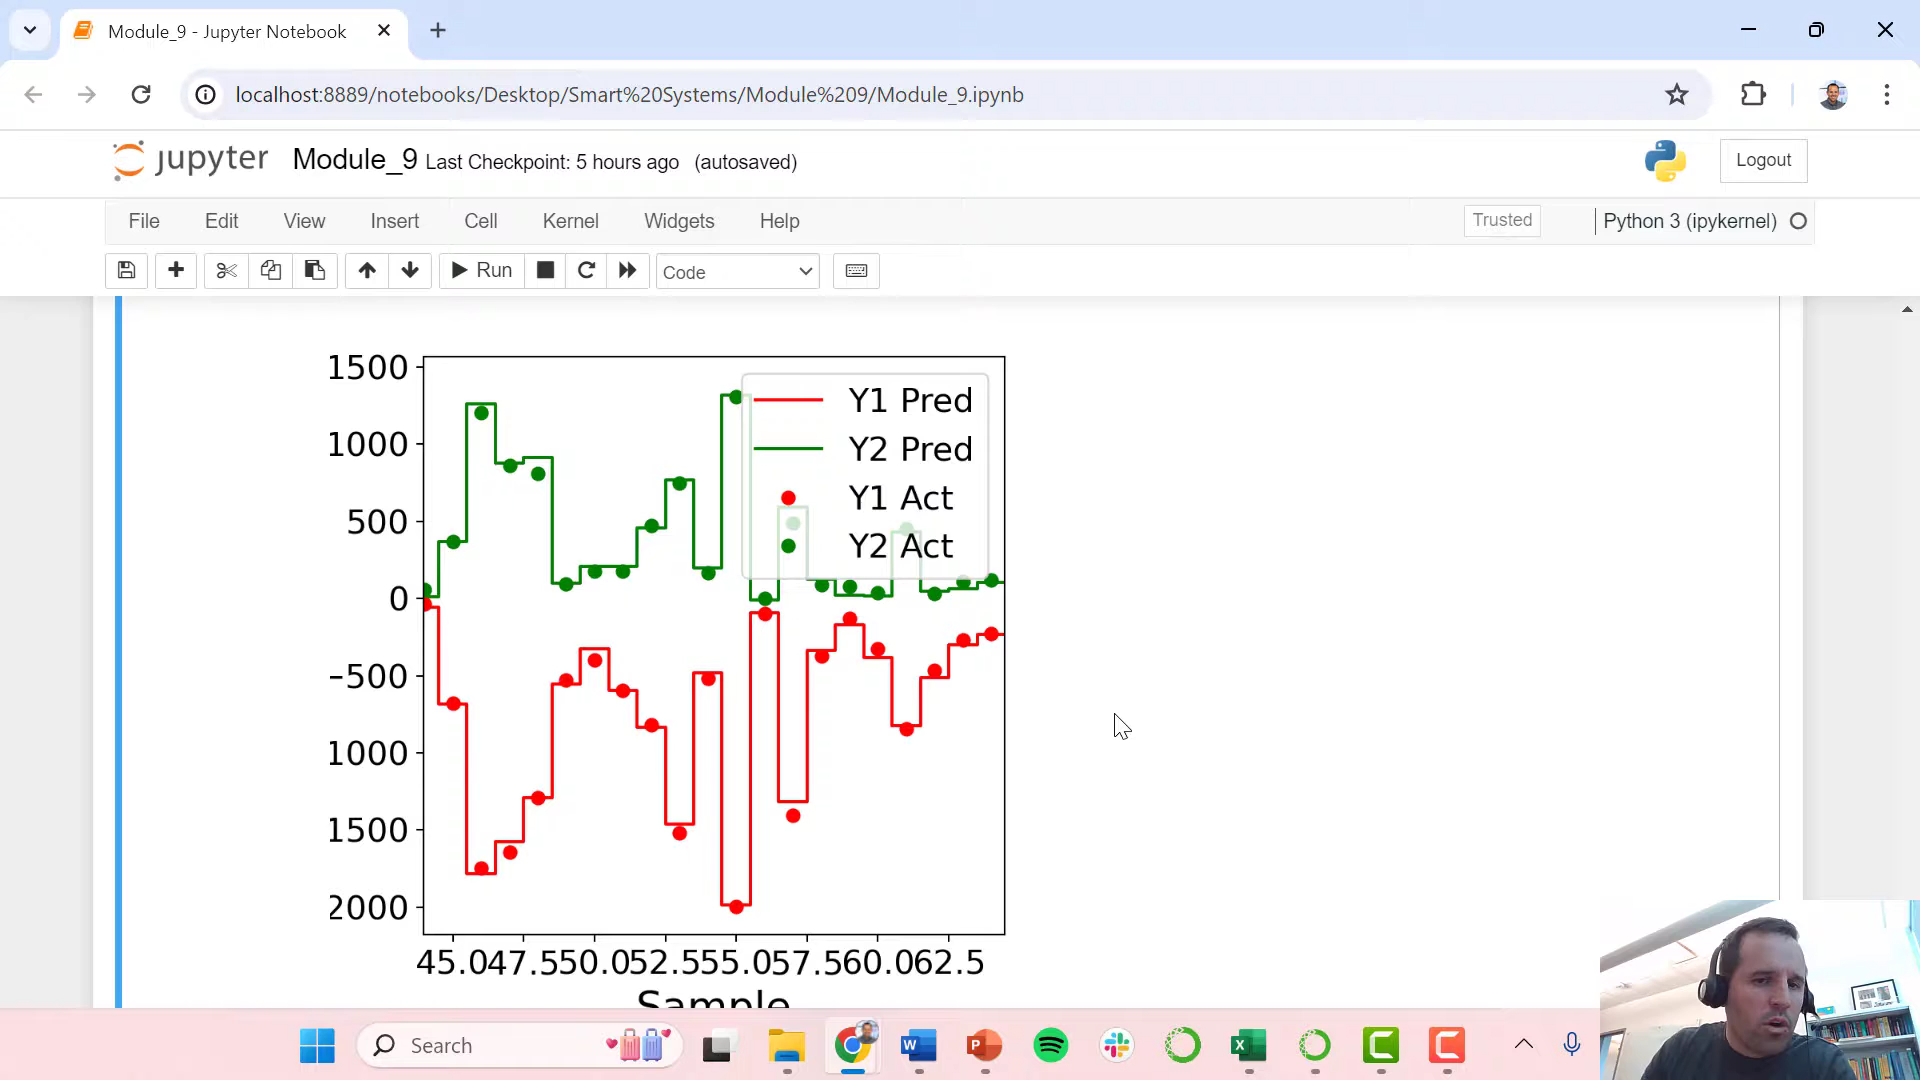 Module_9 - Jupyter Notebook
localhost:8889/notebooks/Desktop/Smart%20Systems/Module%209/Module_9.ipynb
jupyter Module_9 Last Checkpoint: 5 hours ago (autosaved)
Logout
File Edit View Insert Cell Kernel Widgets Help
Trusted
Python 3 (ipykernel)
Run
Code
1500
1000
500
0
-500
1000
1500
2000
Y1 Pred
Y2 Pred
Y1 Act
Y2 Act
45.047.550.052.555.057.560.062.5
Sample
Search